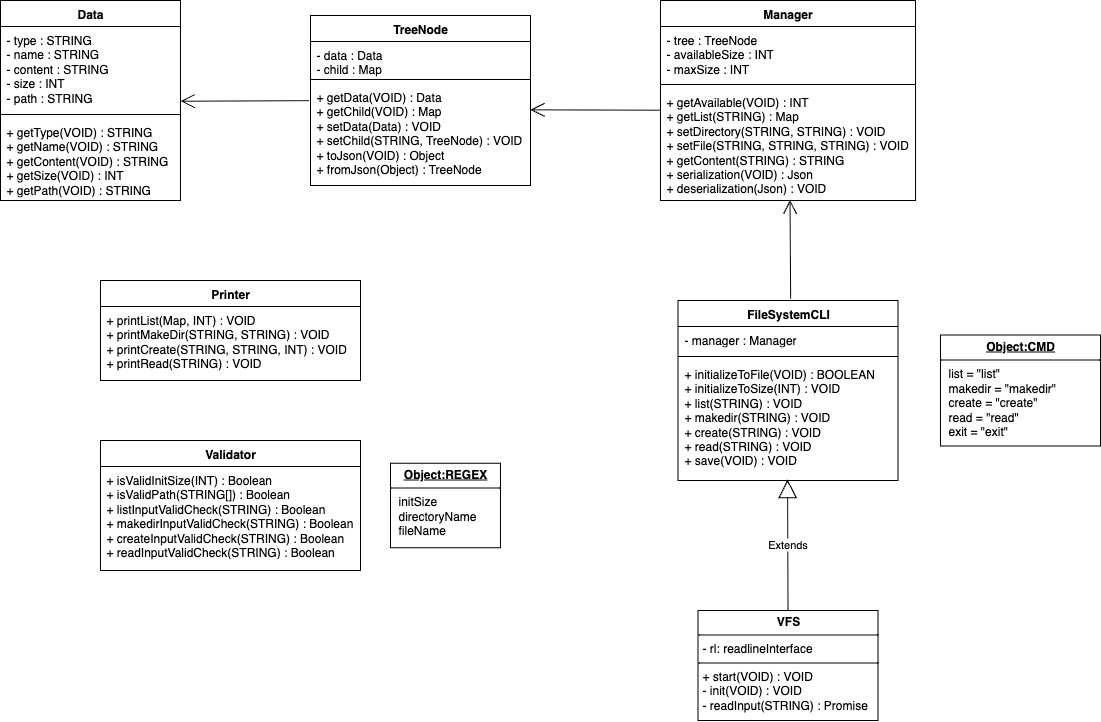 Data
- type : STRING
- name : STRING
- content : STRING
- size : INT
- path : STRING
+ getType(VOID) : STRING
+ getName(VOID) : STRING
+ getContent(VOID) : STRING
+ getSize(VOID) : INT
+ getPath(VOID) : STRING
TreeNode
- data : Data
- child : Map
+ getData(VOID) : Data
+ getChild(VOID) : Map
+ setData(Data) : VOID
+ setChild(STRING, TreeNode) : VOID
+ toJson(VOID) : Object
+ fromJson(Object) : TreeNode
Manager
- tree : TreeNode
- availableSize : INT
- maxSize : INT
+ getAvailable(VOID) : INT
+ getList(STRING) : Map
+ setDirectory(STRING, STRING) : VOID
+ setFile(STRING, STRING, STRING) : VOID
+ getContent(STRING) : STRING
+ serialization(VOID) : Json
+ deserialization(Json) : VOID
Printer
+ printList(Map, INT) : VOID
+ printMakeDir(STRING, STRING) : VOID
+ printCreate(STRING, STRING, INT) : VOID
+ printRead(STRING) : VOID
FileSystemCLI
- manager : Manager
+ initializeToFile(VOID) : BOOLEAN
+ initializeToSize(INT) : VOID
+ list(STRING) : VOID
+ makedir(STRING) : VOID
+ create(STRING) : VOID
+ read(STRING) : VOID
+ save(VOID) : VOID
Object:CMD
list = "list"
makedir = "makedir"
create = "create"
read = "read"
exit = "exit"
Validator
+ isValidInitSize(INT) : Boolean
+ isValidPath(STRING[]) : Boolean
+ listInputValidCheck(STRING) : Boolean
+ makedirInputValidCheck(STRING) : Boolean
+ createInputValidCheck(STRING) : Boolean
+ readInputValidCheck(STRING) : Boolean
Object:REGEX
initSize
directoryName
fileName
Extends
VFS
- rl: readlineInterface
+ start(VOID) : VOID
- init(VOID) : VOID
- readInput(STRING) : Promise